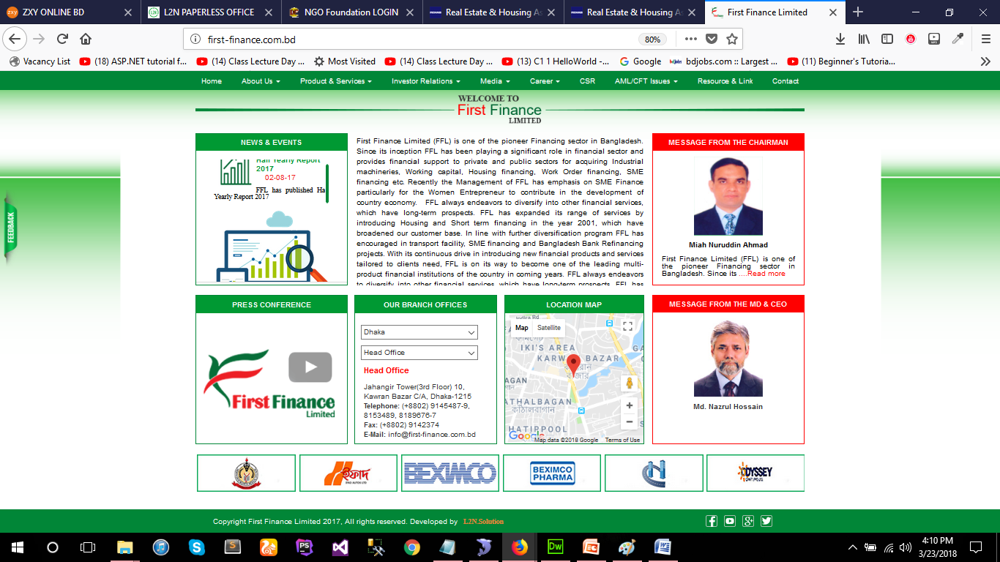 ZXY ONLINE BD
L2N PAPERLESS OFFICE
NGO Foundation LOGIN
Real Estate & Housing As
Real Estate & Housing As
First Finance Limited
first-finance.com.bd
80%
Vacancy List
(18) ASP.NET tutorial f...
(14) Class Lecture Day ...
Most Visited
(14) Class Lecture Day ...
(13) C1 1 HelloWorld -...
Google
bdjobs.com :: Largest ...
(11) Beginner's Tutoria...
Home
About Us
Product & Services
Investor Relations
Media
Career
CSR
AML/CFT Issues
Resource & Link
Contact
WELCOME TO
First Finance
LIMITED
FEEDBACK
NEWS & EVENTS
Half Yearly Report
2017
02-08-17
FFL has published Ha
Yearly Report 2017
First Finance Limited (FFL) is one of the pioneer Financing sector in Bangladesh.
Since its inception FFL has been playing a significant role in financial sector and
provides financial support to private and public sectors for acquiring Industrial
machineries, Working capital, Housing financing, Work Order financing, SME
financing etc. Recently the Management of FFL has emphasis on SME Finance
particularly for the Women Entrepreneur to contribute in the development of
country economy. FFL always endeavors to diversify into other financial services,
which have long-term prospects. FFL has expanded its range of services by
introducing Housing and Short term financing in the year 2001, which have
broadened our customer base. In line with further diversification program FFL has
encouraged in transport facility, SME financing and Bangladesh Bank Refinancing
projects. With its continuous drive in introducing new financial products and services
tailored to clients need, FFL is on its way to become one of the leading multi-
product financial institutions of the country in coming years. FFL always endeavors
to diversify into other financial services, which have long-term prospects. FFL has
MESSAGE FROM THE CHAIRMAN
Miah Nuruddin Ahmad
First Finance Limited (FFL) is one of
the pioneer Financing sector in
Bangladesh. Since its ....Read more
PRESS CONFERENCE
First Finance
Limited
OUR BRANCH OFFICES
Dhaka
Head Office
Head Office
Jahangir Tower(3rd Floor) 10,
Kawran Bazar C/A, Dhaka-1215
Telephone: (+8802) 9145487-9,
8153489, 8189676-7
Fax: (+8802) 9142374
E-Mail: info@first-finance.com.bd
LOCATION MAP
Indira Rd
Map
Satellite
IKI'S AREA
KARW
BAZAR
বাজার
AGAN
ATHALBAGAN
কাঁঠালবাগান
HATIRPOOL
Google
Map data ©2018 Google
Terms of Use
MESSAGE FROM THE MD & CEO
Md. Nazrul Hossain
ইফাদ
IFAD AUTOS LTD
BEXIMCO
BEXIMCO
PHARMA
ODYSSEY
Copyright First Finance Limited 2017, All rights reserved. Developed by L2N.Solution
4:10 PM
3/23/2018